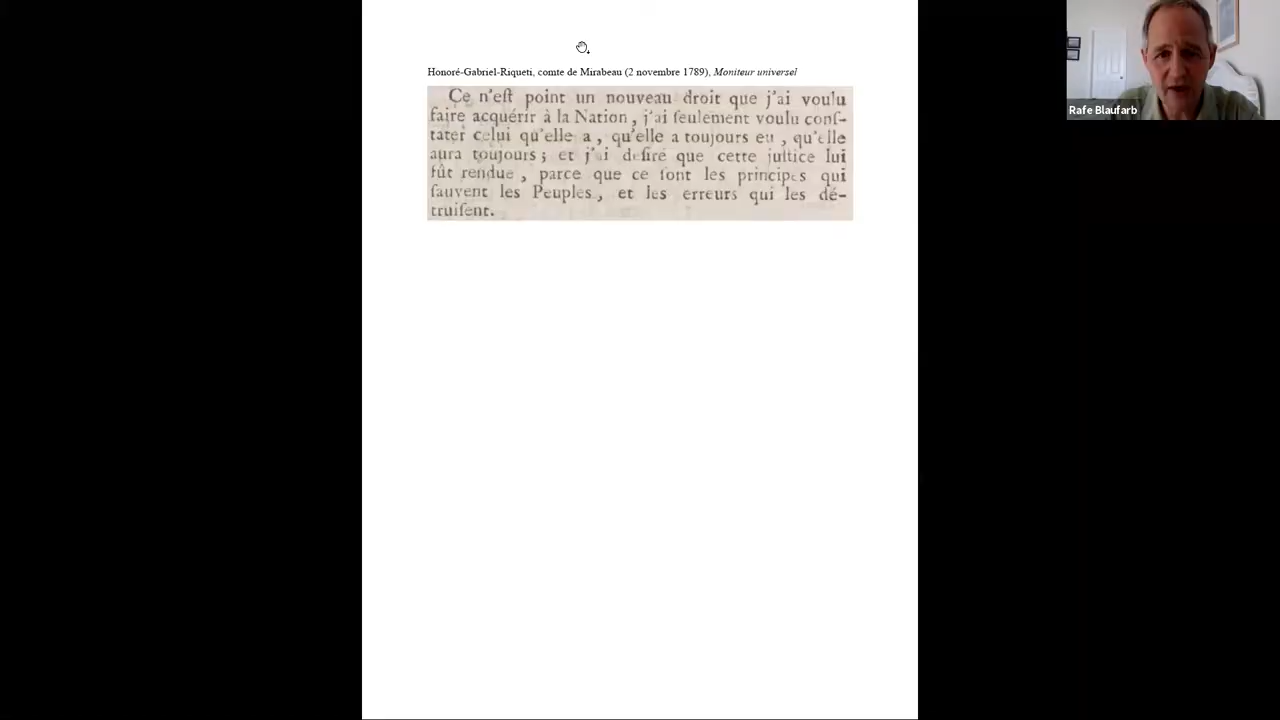 Honoré-Gabriel-Riqueti, comte de Mirabeau (2 novembre 1789), Moniteur universel
Ce n'eſt point un nouveau droit que j'ai voulu
faire acquérir à la Nation, j'ai ſeulement voulu conſ-
tater celui qu'elle a, qu'elle a toujours eu, qu'elle
aura toujours; et j'ai deſiré que cette juſtice lui
fût rendue, parce que ce ſont les principes qui
ſauvent les Peuples, et les erreurs qui les dé-
truiſent.
Rafe Blaufarb